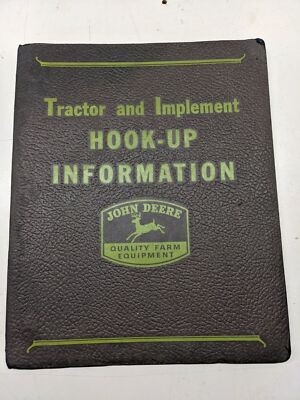 Tractor and Implement
HOOK-UP
INFORMATION
JOHN DEERE
QUALITY FARM
EQUIPMENT